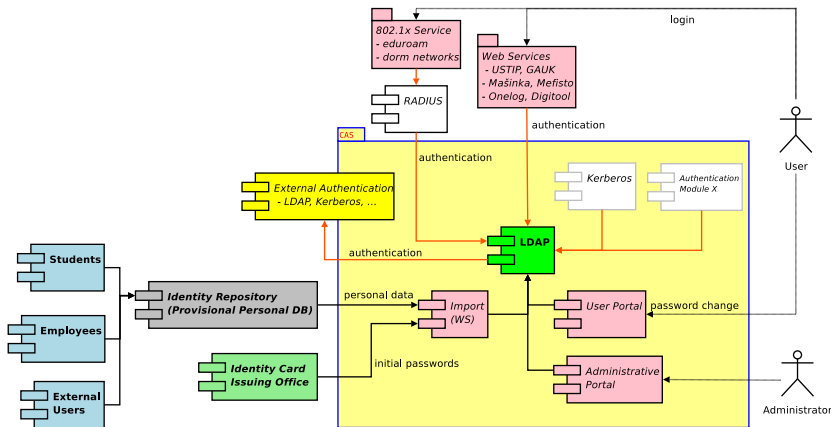 802.1x Service
- eduroam
- dorm networks
Web Services
- USTIP, GAUK
- Mašinka, Mefisto
- Onelog, Digitool
login
RADIUS
authentication
User
CAS
authentication
External Authentication
- LDAP, Kerberos, ...
Kerberos
Authentication
Module X
LDAP
authentication
Students
Identity Repository
(Provisional Personal DB)
personal data
Import
(WS)
User Portal
password change
Employees
Identity Card
Issuing Office
initial passwords
Administrative
Portal
Administrator
External
Users